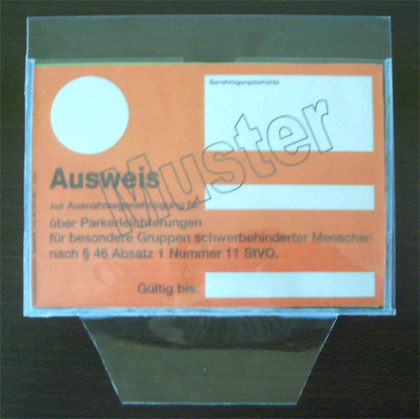 Genehmigungsbehörde
Muster
Ausweis
zur Ausnahmegenehmigung Nr.
über Parkerleichterungen
für besondere Gruppen schwerbehinderter Menschen
nach § 46 Absatz 1 Nummer 11 StVO.
Gültig bis: